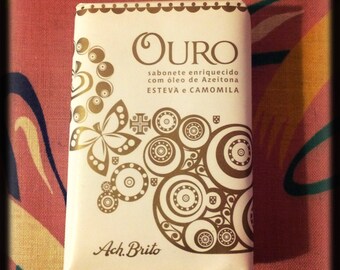 OURO
sabonete enriquecido
com óleo de Azeitona
ESTEVA e CAMOMILA
Ach. Brito